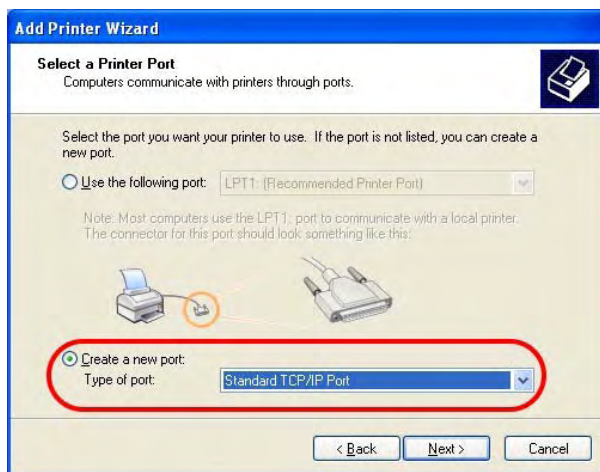 Add Printer Wizard
Select a Printer Port
Computers communicate with printers through ports.
Select the port you want your printer to use. If the port is not listed, you can create a
new port.
Use the following port: LPT1: (Recommended Printer Port)
Note: Most computers use the LPT1: port to communicate with a local printer.
The connector for this port should look something like this:
Create a new port:
Type of port: Standard TCP/IP Port
< Back Next > Cancel